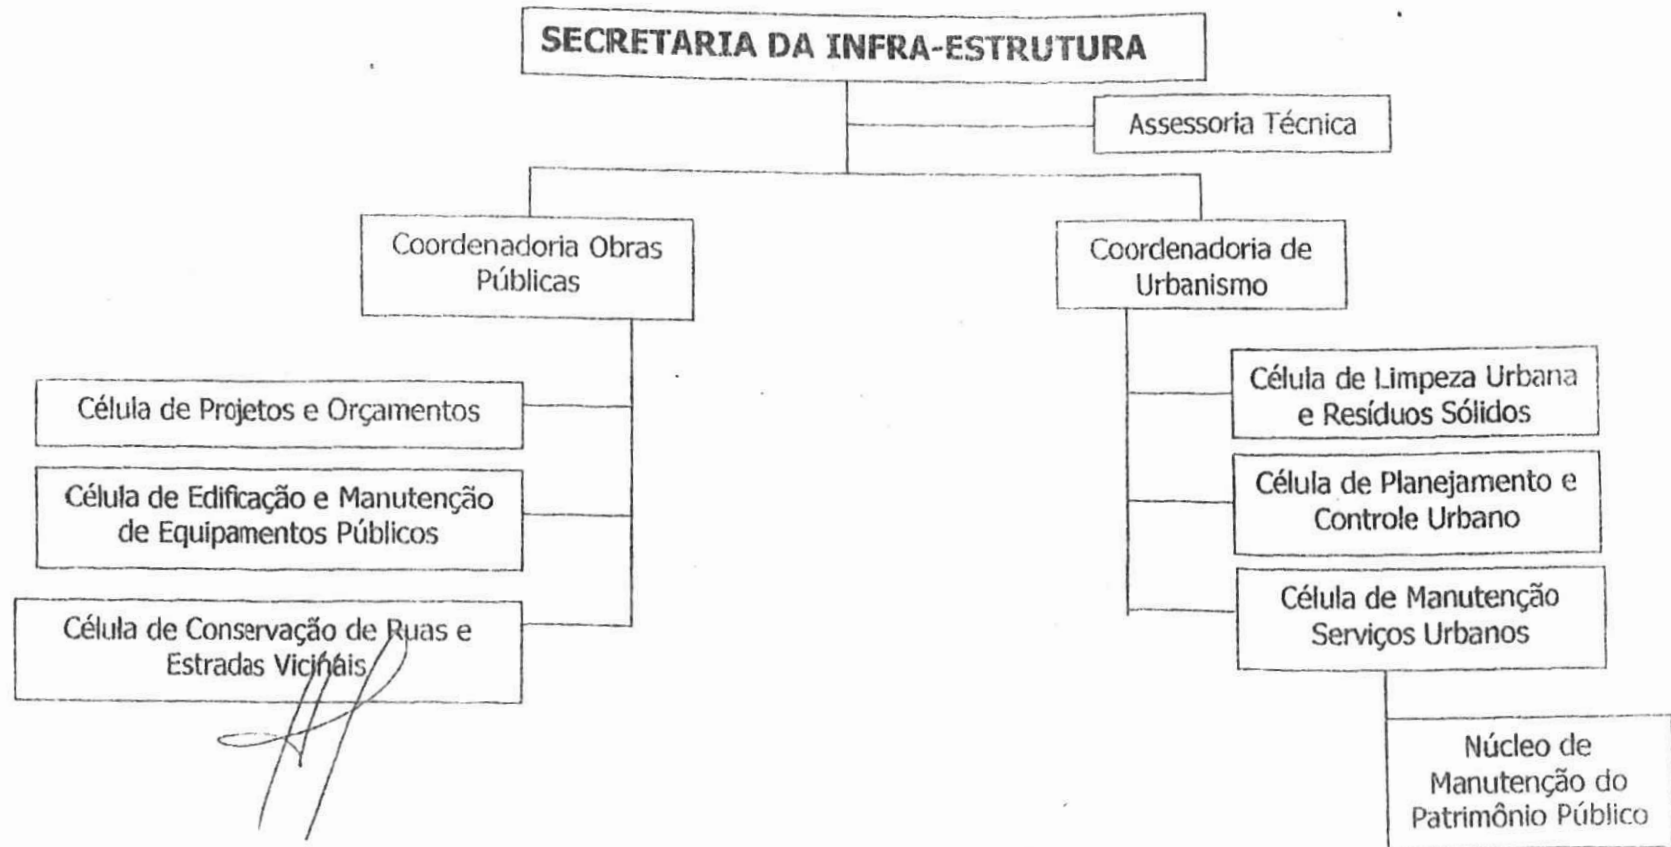 SECRETARIA DA INFRA-ESTRUTURA
Assessoria Técnica
Coordenadoria Obras
Públicas
Coordenadoria de
Urbanismo
Célula de Projetos e Orçamentos
Célula de Edificação e Manutenção
de Equipamentos Públicos
Célula de Conservação de Ruas e
Estradas Vicinais
Célula de Limpeza Urbana
e Resíduos Sólidos
Célula de Planejamento e
Controle Urbano
Célula de Manutenção
Serviços Urbanos
Núcleo de
Manutenção do
Patrimônio Público